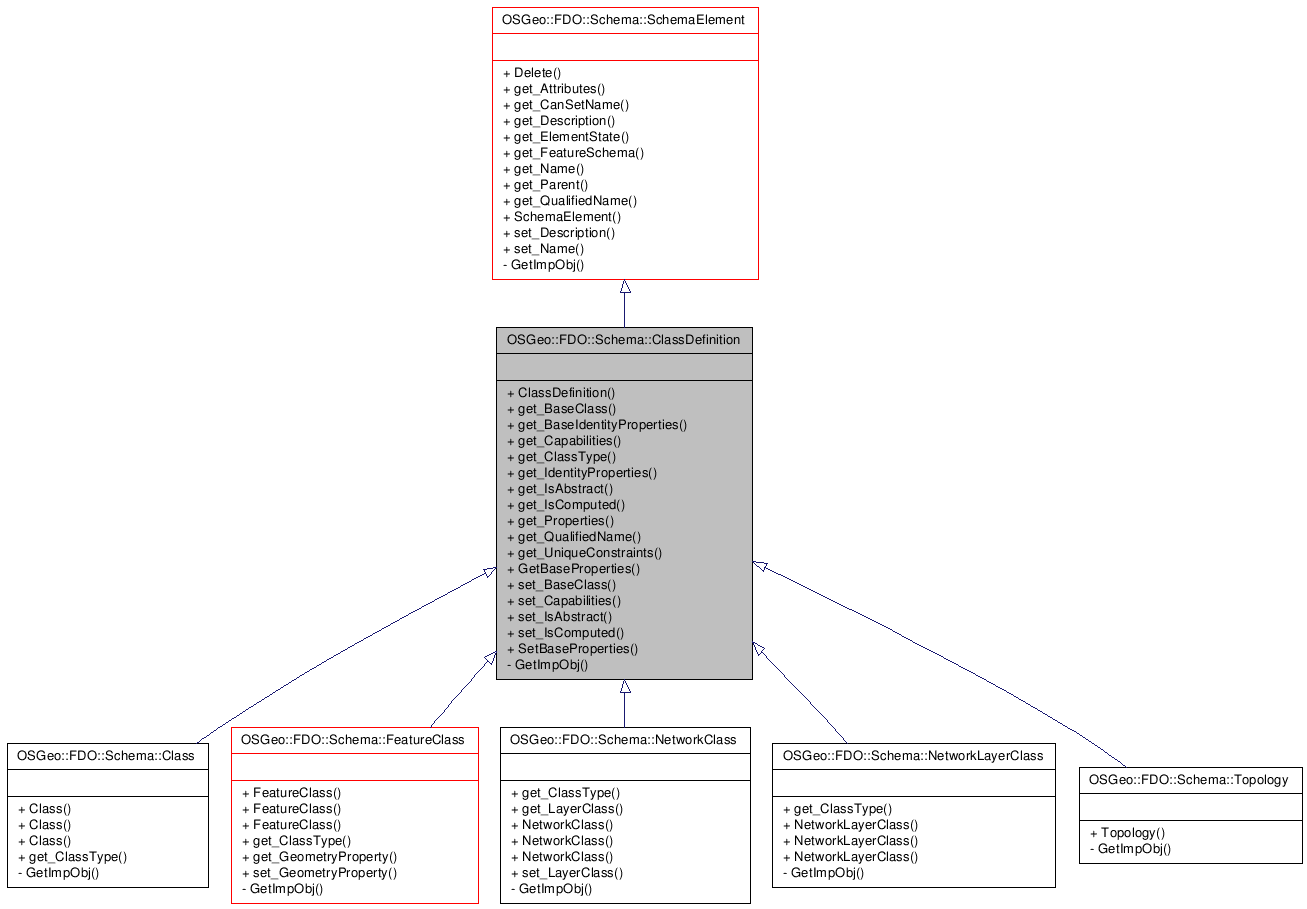 OSGeo::FDO::Schema::SchemaElement
+ Delete()
+ get_Attributes()
+ get_CanSetName()
+ get_Description()
+ get_ElementState()
+ get_FeatureSchema()
+ get_Name()
+ get_Parent()
+ get_QualifiedName()
+ SchemaElement()
+ set_Description()
+ set_Name()
- GetImpObj()
OSGeo::FDO::Schema::ClassDefinition
+ ClassDefinition()
+ get_BaseClass()
+ get_BaseIdentityProperties()
+ get_Capabilities()
+ get_ClassType()
+ get_IdentityProperties()
+ get_IsAbstract()
+ get_IsComputed()
+ get_Properties()
+ get_QualifiedName()
+ get_UniqueConstraints()
+ GetBaseProperties()
+ set_BaseClass()
+ set_Capabilities()
+ set_IsAbstract()
+ set_IsComputed()
+ SetBaseProperties()
- GetImpObj()
OSGeo::FDO::Schema::Class
+ Class()
+ Class()
+ Class()
+ get_ClassType()
- GetImpObj()
OSGeo::FDO::Schema::FeatureClass
+ FeatureClass()
+ FeatureClass()
+ FeatureClass()
+ get_ClassType()
+ get_GeometryProperty()
+ set_GeometryProperty()
- GetImpObj()
OSGeo::FDO::Schema::NetworkClass
+ get_ClassType()
+ get_LayerClass()
+ NetworkClass()
+ NetworkClass()
+ NetworkClass()
+ set_LayerClass()
- GetImpObj()
OSGeo::FDO::Schema::NetworkLayerClass
+ get_ClassType()
+ NetworkLayerClass()
+ NetworkLayerClass()
+ NetworkLayerClass()
- GetImpObj()
OSGeo::FDO::Schema::Topology
+ Topology()
- GetImpObj()